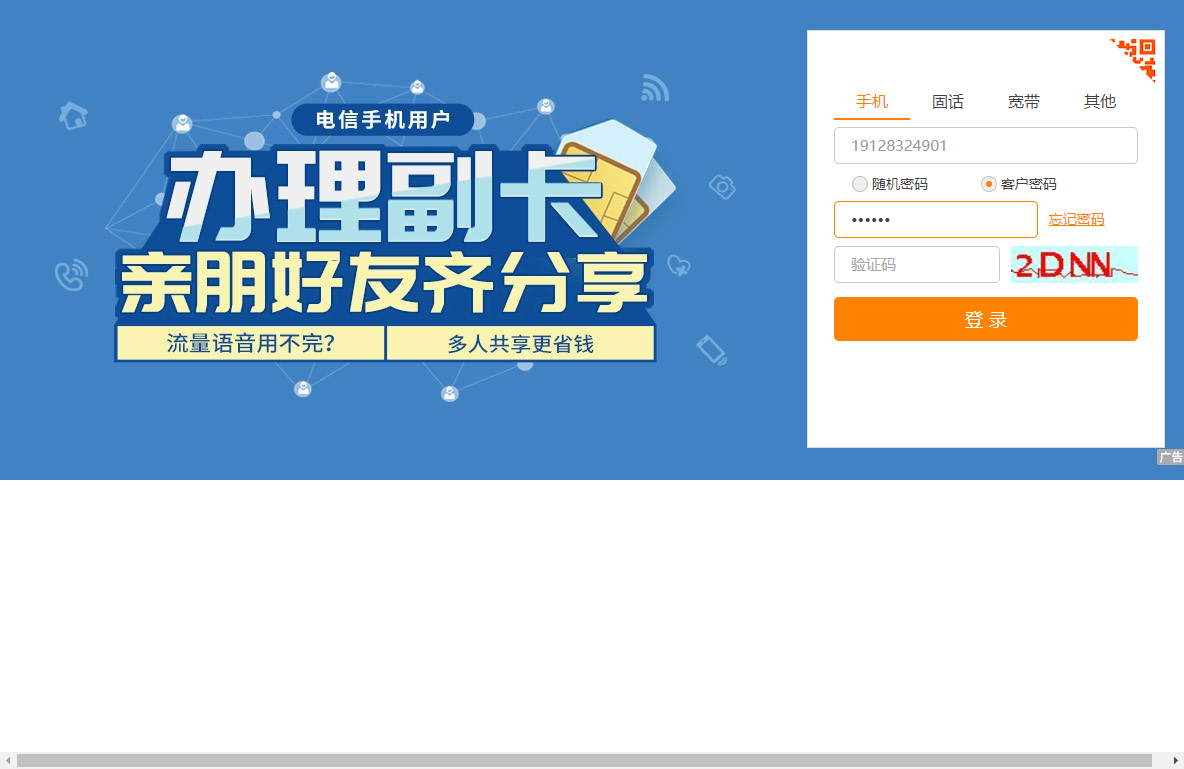 电信手机用户
办理副卡
亲朋好友齐分享
流量语音用不完?
多人共享更省钱
手机 固话 宽带 其他
19128324901
随机密码 客户密码
•••••• 忘记密码
验证码 2DNN
登 录
广告